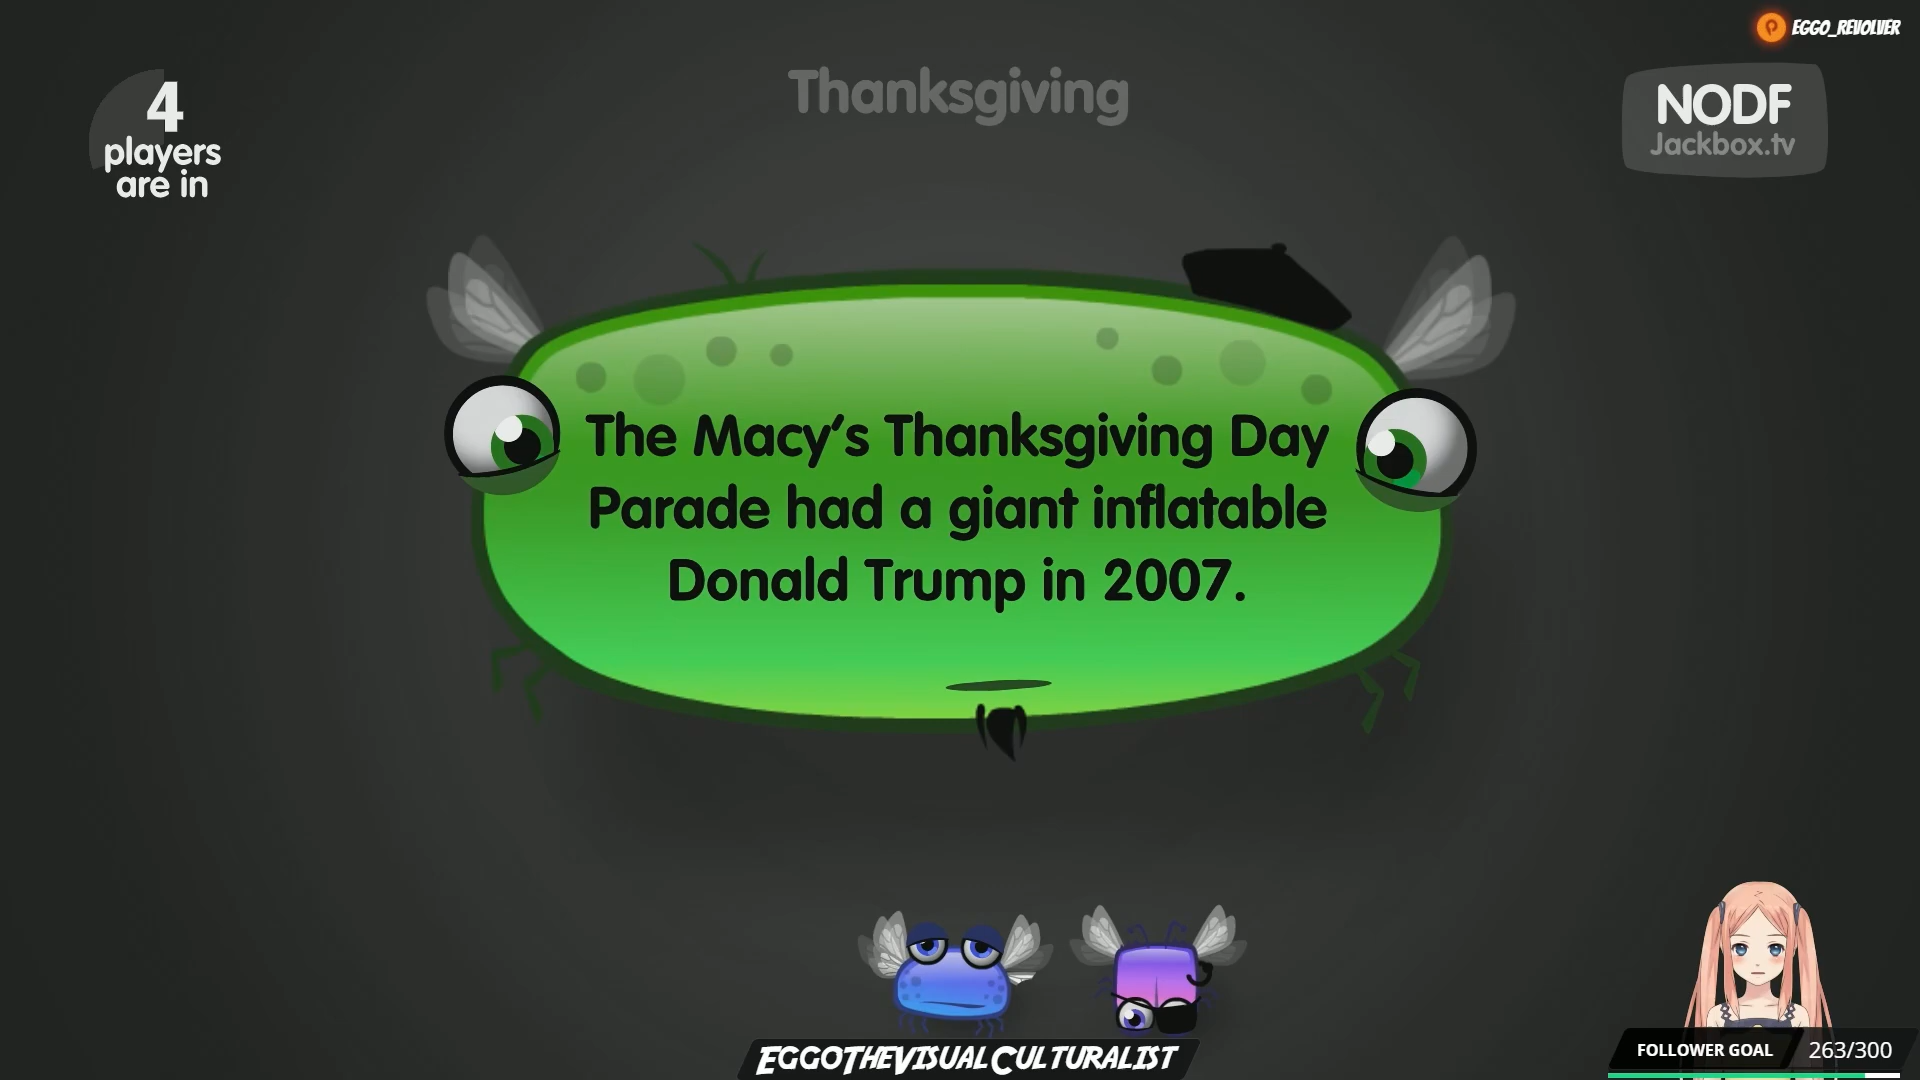 EGGO_REVOLVER
4
players
are in
Thanksgiving
NODF
Jackbox.tv
The Macy's Thanksgiving Day
Parade had a giant inflatable
Donald Trump in 2007.
EGGOTHEVISUALCULTURALIST
FOLLOWER GOAL 263/300